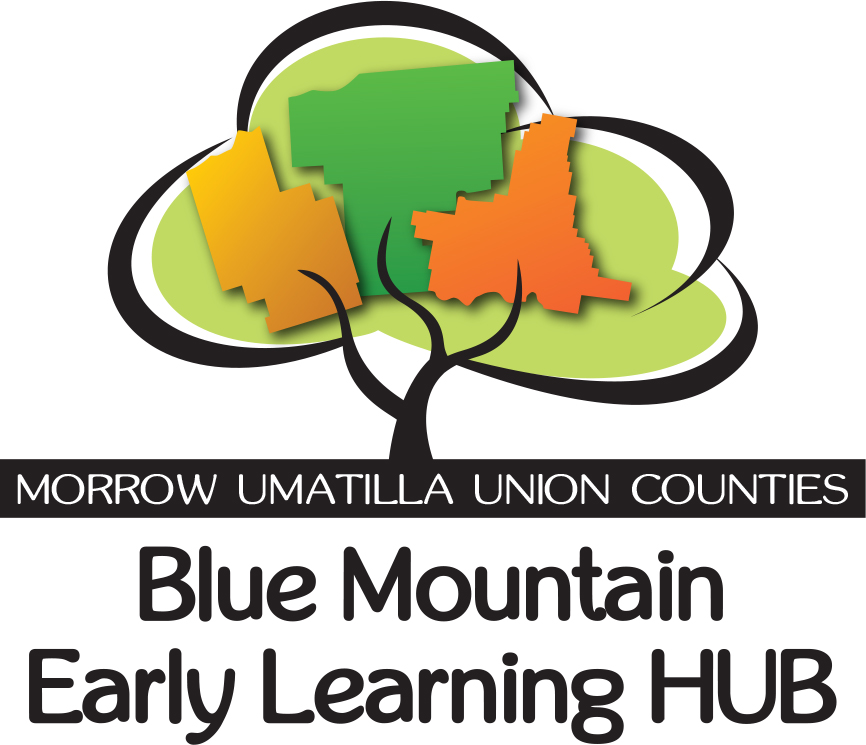 MORROW UMATILLA UNION COUNTIES
Blue Mountain
Early Learning HUB